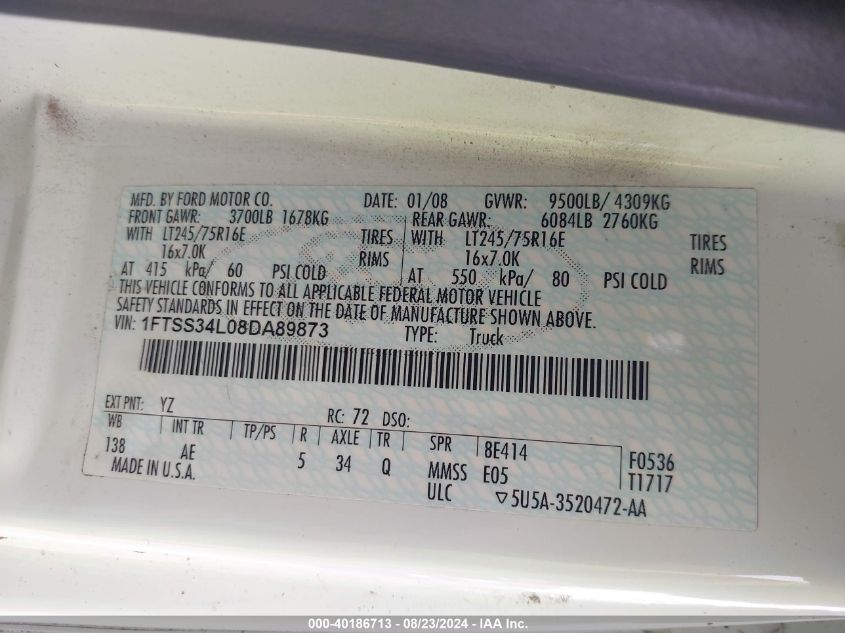 MFD. BY FORD MOTOR CO. DATE: 01/08 GVWR: 9500LB/ 4309KG
FRONT GAWR: 3700LB 1678KG REAR GAWR: 6084LB 2760KG
WITH LT245/75R16E TIRES WITH LT245/75R16E TIRES
16x7.0K RIMS 16x7.0K RIMS
AT 415 kPa/ 60 PSI COLD AT 550 kPa/ 80 PSI COLD
THIS VEHICLE CONFORMS TO ALL APPLICABLE FEDERAL MOTOR VEHICLE
SAFETY STANDARDS IN EFFECT ON THE DATE OF MANUFACTURE SHOWN ABOVE.
VIN: 1FTSS34L08DA89873 TYPE: Truck
EXT PNT: YZ RC: 72 DSO:
WB INT TR TP/PS R AXLE TR SPR 8E414 F0536
138 AE 5 34 Q MMSS E05 T1717
MADE IN U.S.A. ULC ▽5U5A-3520472-AA
000-40186713 - 08/23/2024 - IAA Inc.